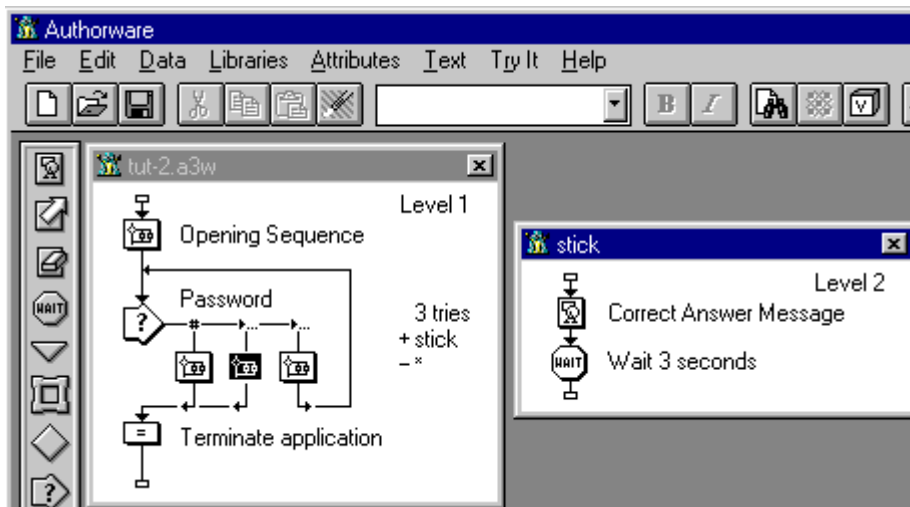 Authorware
File Edit Data Libraries Attributes Text Try It Help
B I V
WAIT
?
tut-2.a3w
Level 1
Opening Sequence
Password
?
#
...
...
3 tries
+ stick
– *
=
Terminate application
stick
Level 2
Correct Answer Message
WAIT
Wait 3 seconds